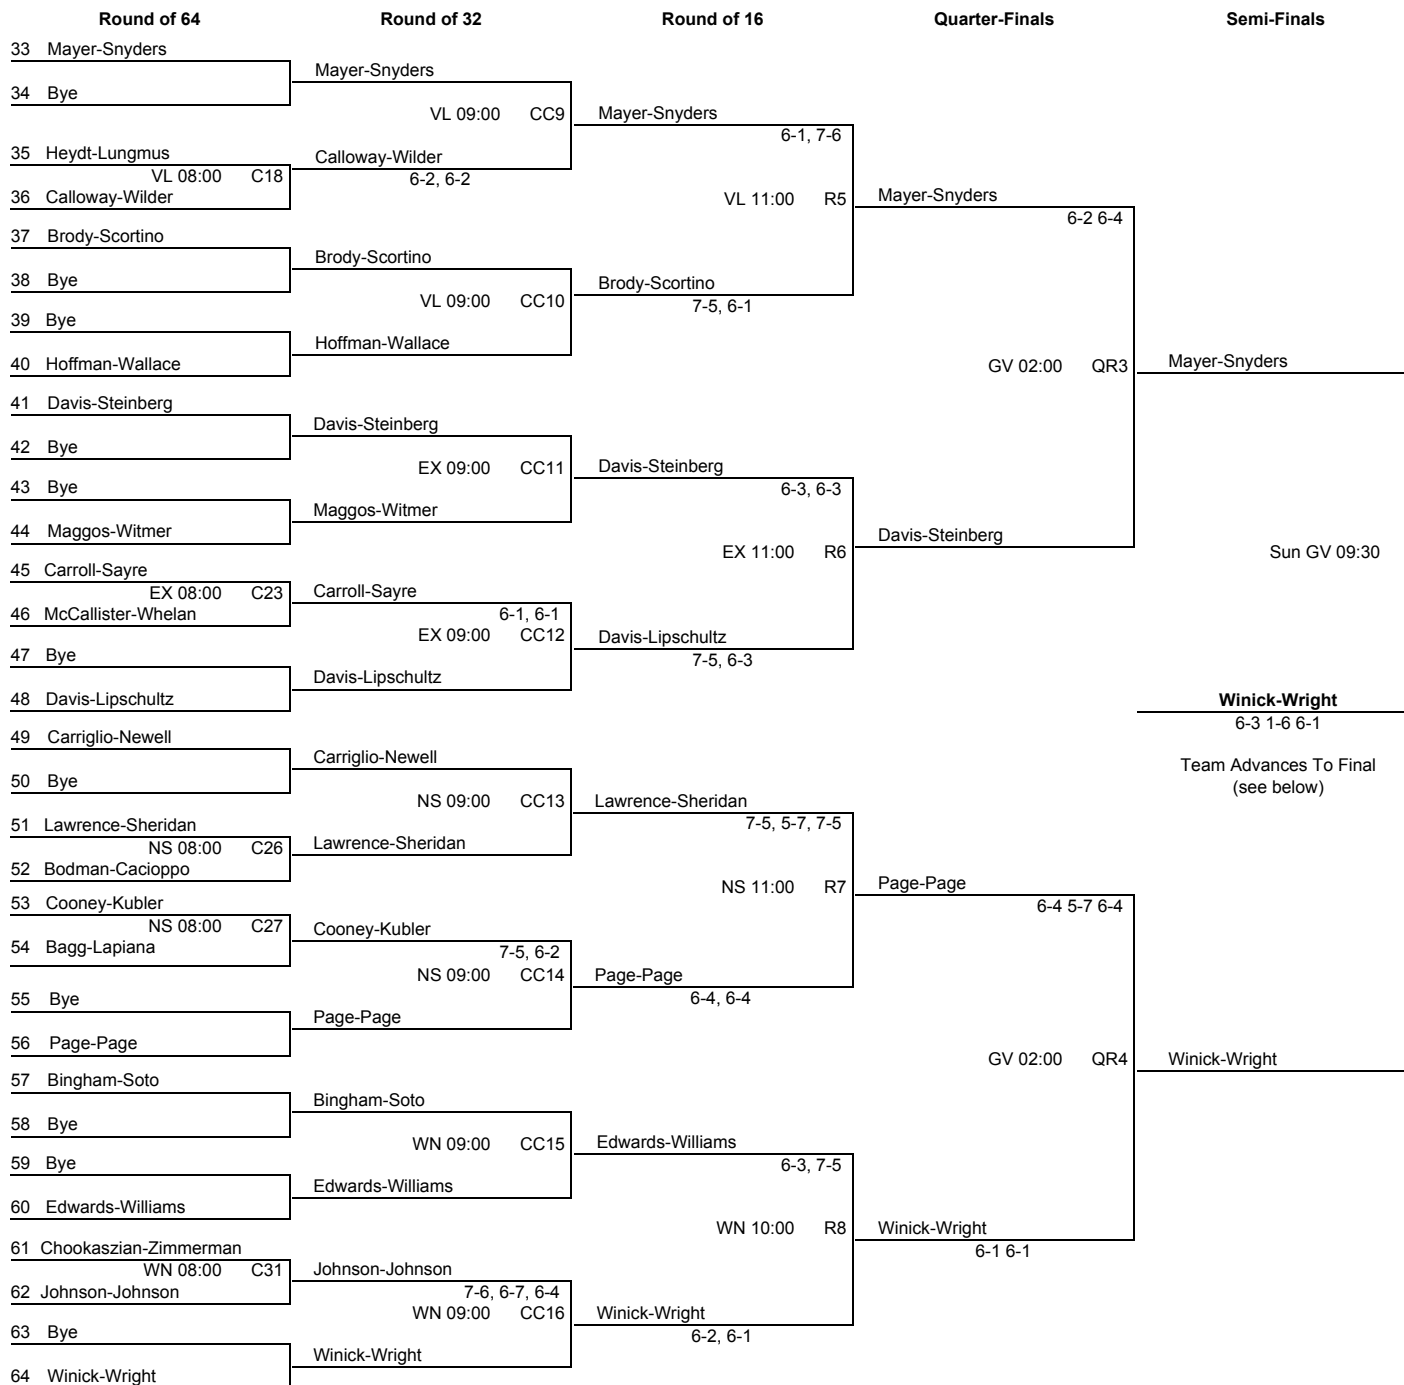 Round of 64 Round of 32 Round of 16 Quarter-Finals Semi-Finals
33 Mayer-Snyders
Mayer-Snyders
34 Bye
VL 09:00 CC9 Mayer-Snyders
6-1, 7-6
35 Heydt-Lungmus
Calloway-Wilder
VL 08:00 C18
6-2, 6-2
36 Calloway-Wilder
VL 11:00 R5 Mayer-Snyders
6-2 6-4
37 Brody-Scortino
Brody-Scortino
38 Bye
Brody-Scortino
VL 09:00 CC10
7-5, 6-1
39 Bye
Hoffman-Wallace
40 Hoffman-Wallace
GV 02:00 QR3 Mayer-Snyders
41 Davis-Steinberg
Davis-Steinberg
42 Bye
EX 09:00 CC11 Davis-Steinberg
43 Bye
6-3, 6-3
Maggos-Witmer
44 Maggos-Witmer
Davis-Steinberg
EX 11:00 R6
Sun GV 09:30
45 Carroll-Sayre
EX 08:00 C23 Carroll-Sayre
46 McCallister-Whelan
6-1, 6-1
EX 09:00 CC12 Davis-Lipschultz
47 Bye
7-5, 6-3
Davis-Lipschultz
48 Davis-Lipschultz
Winick-Wright
6-3 1-6 6-1
49 Carriglio-Newell
Carriglio-Newell
Team Advances To Final
50 Bye
(see below)
NS 09:00 CC13 Lawrence-Sheridan
51 Lawrence-Sheridan
7-5, 5-7, 7-5
NS 08:00 C26 Lawrence-Sheridan
52 Bodman-Cacioppo
NS 11:00 R7 Page-Page
53 Cooney-Kubler
6-4 5-7 6-4
NS 08:00 C27 Cooney-Kubler
54 Bagg-Lapiana
7-5, 6-2
NS 09:00 CC14 Page-Page
55 Bye
6-4, 6-4
Page-Page
56 Page-Page
GV 02:00 QR4 Winick-Wright
57 Bingham-Soto
Bingham-Soto
58 Bye
WN 09:00 CC15 Edwards-Williams
59 Bye
6-3, 7-5
Edwards-Williams
60 Edwards-Williams
WN 10:00 R8 Winick-Wright
61 Chookaszian-Zimmerman
6-1 6-1
WN 08:00 C31 Johnson-Johnson
62 Johnson-Johnson
7-6, 6-7, 6-4
WN 09:00 CC16 Winick-Wright
63 Bye
6-2, 6-1
Winick-Wright
64 Winick-Wright